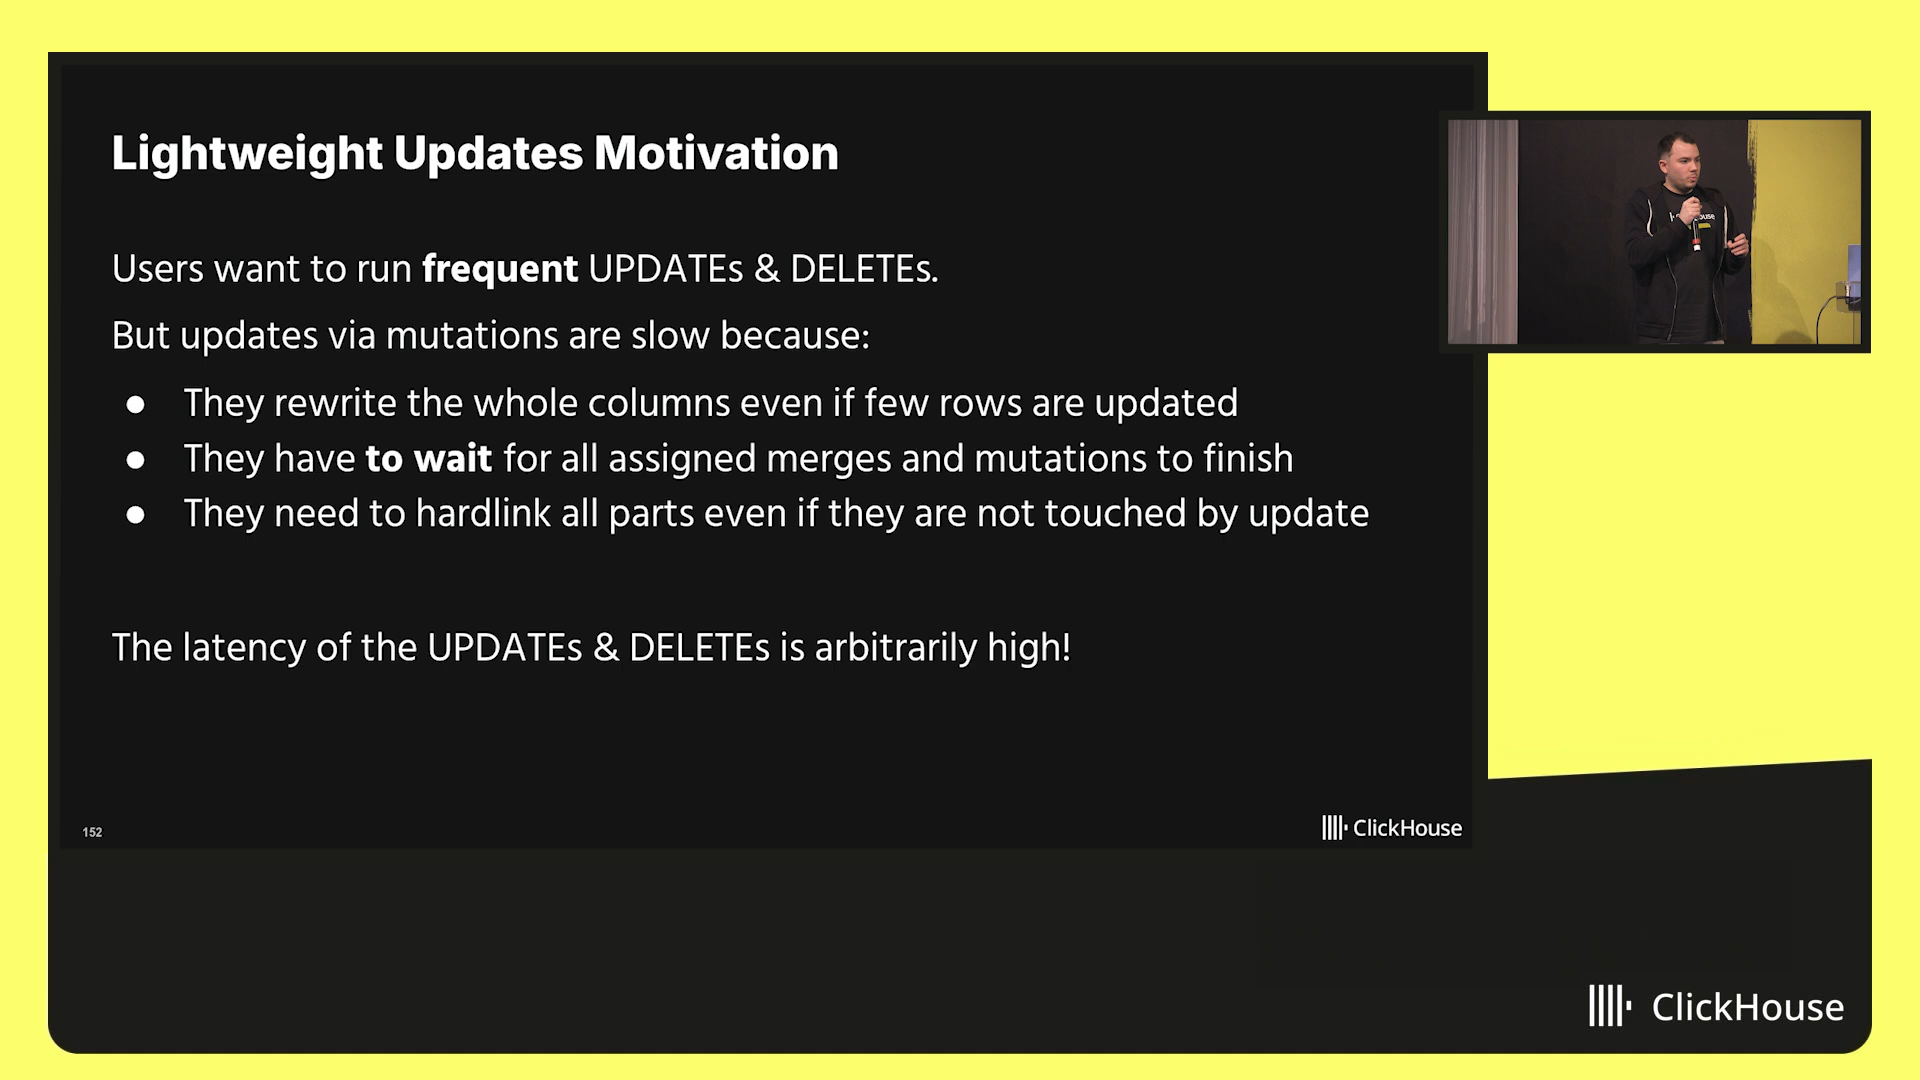 Lightweight Updates Motivation
Users want to run frequent UPDATEs & DELETEs.
But updates via mutations are slow because:
● They rewrite the whole columns even if few rows are updated
● They have to wait for all assigned merges and mutations to finish
● They need to hardlink all parts even if they are not touched by update
The latency of the UPDATEs & DELETEs is arbitrarily high!
152
ClickHouse
ClickHouse